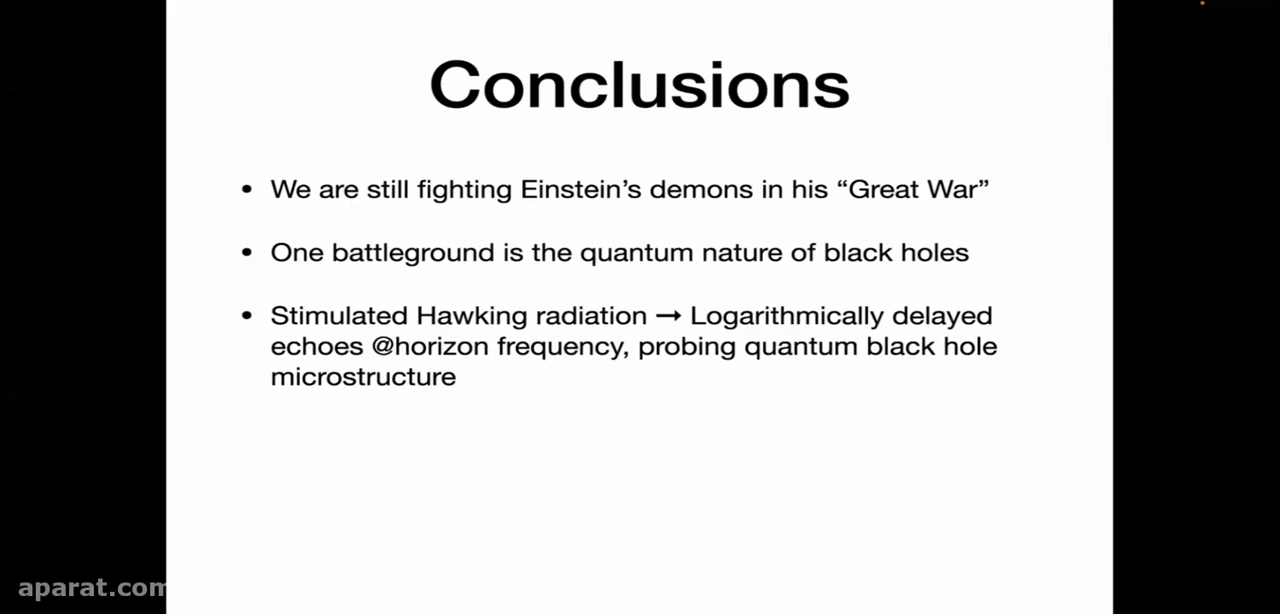 Conclusions
• We are still fighting Einstein’s demons in his “Great War”
• One battleground is the quantum nature of black holes
• Stimulated Hawking radiation → Logarithmically delayed
echoes @horizon frequency, probing quantum black hole
microstructure
aparat.com